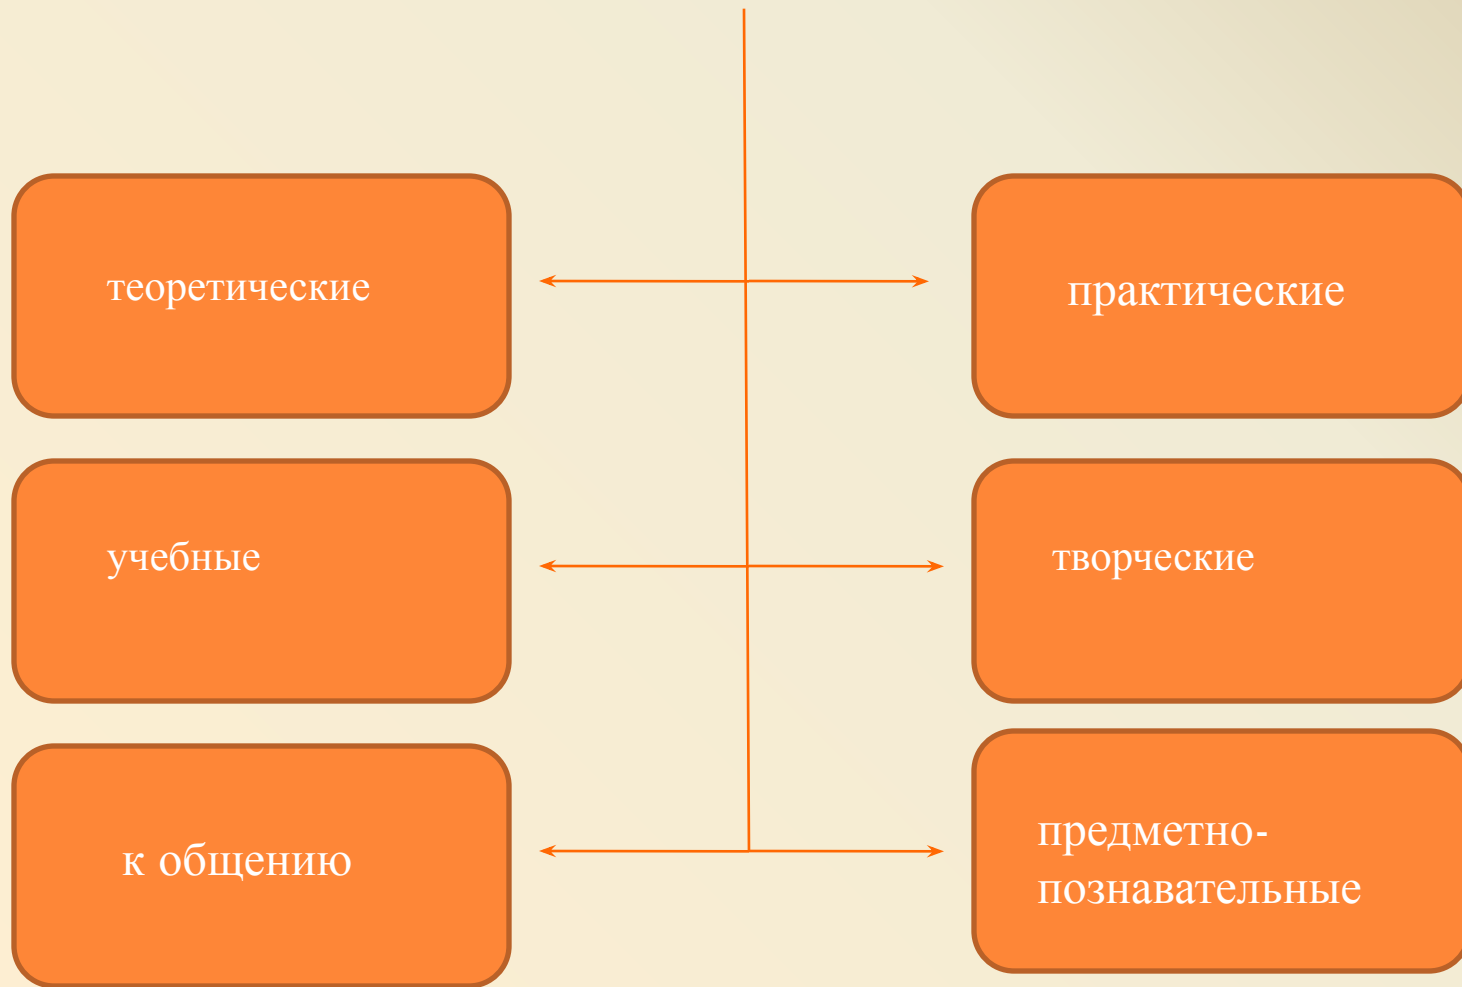 теоретические
практические
учебные
творческие
к общению
предметно-
познавательные